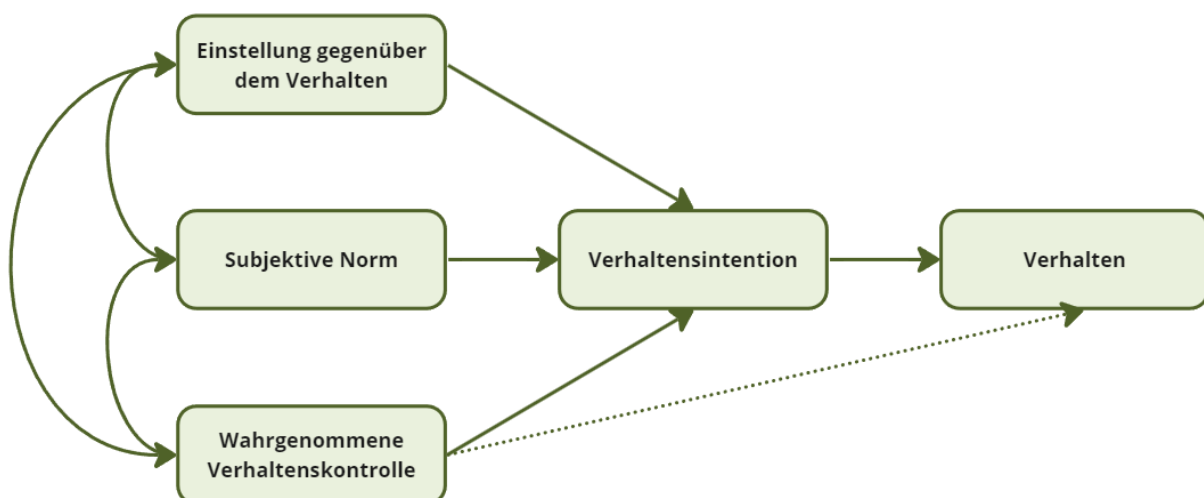 Einstellung gegenüber
dem Verhalten
Subjektive Norm
Verhaltensintention
Verhalten
Wahrgenommene
Verhaltenskontrolle